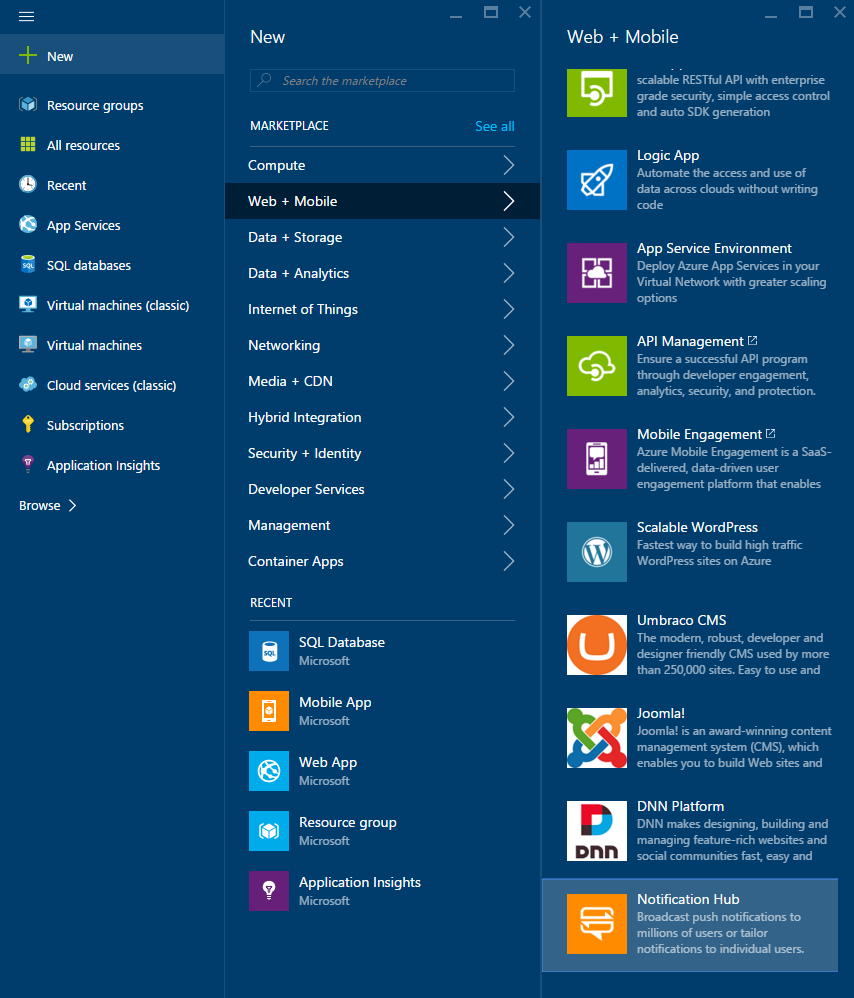 New
Resource groups
All resources
Recent
App Services
SQL
SQL databases
Virtual machines (classic)
Virtual machines
Cloud services (classic)
Subscriptions
Application Insights
Browse
New
Search the marketplace
MARKETPLACE See all
Compute
Web + Mobile
Data + Storage
Data + Analytics
Internet of Things
Networking
Media + CDN
Hybrid Integration
Security + Identity
Developer Services
Management
Container Apps
RECENT
SQL
SQL Database
Microsoft
Mobile App
Microsoft
Web App
Microsoft
Resource group
Microsoft
Application Insights
Microsoft
Web + Mobile
scalable RESTful API with enterprise
grade security, simple access control
and auto SDK generation
Logic App
Automate the access and use of
data across clouds without writing
code
App Service Environment
Deploy Azure App Services in your
Virtual Network with greater scaling
options
API Management
Ensure a successful API program
through developer engagement,
analytics, security, and protection.
Mobile Engagement
Azure Mobile Engagement is a SaaS-
delivered, data-driven user
engagement platform that enables
Scalable WordPress
Fastest way to build high traffic
WordPress sites on Azure
Umbraco CMS
The modern, robust, developer and
designer friendly CMS used by more
than 250,000 sites. Easy to use and
Joomla!
Joomla! is an award-winning content
management system (CMS), which
enables you to build Web sites and
DNN
DNN Platform
DNN makes designing, building and
managing feature-rich websites and
social communities fast, easy and
Notification Hub
Broadcast push notifications to
millions of users or tailor
notifications to individual users.